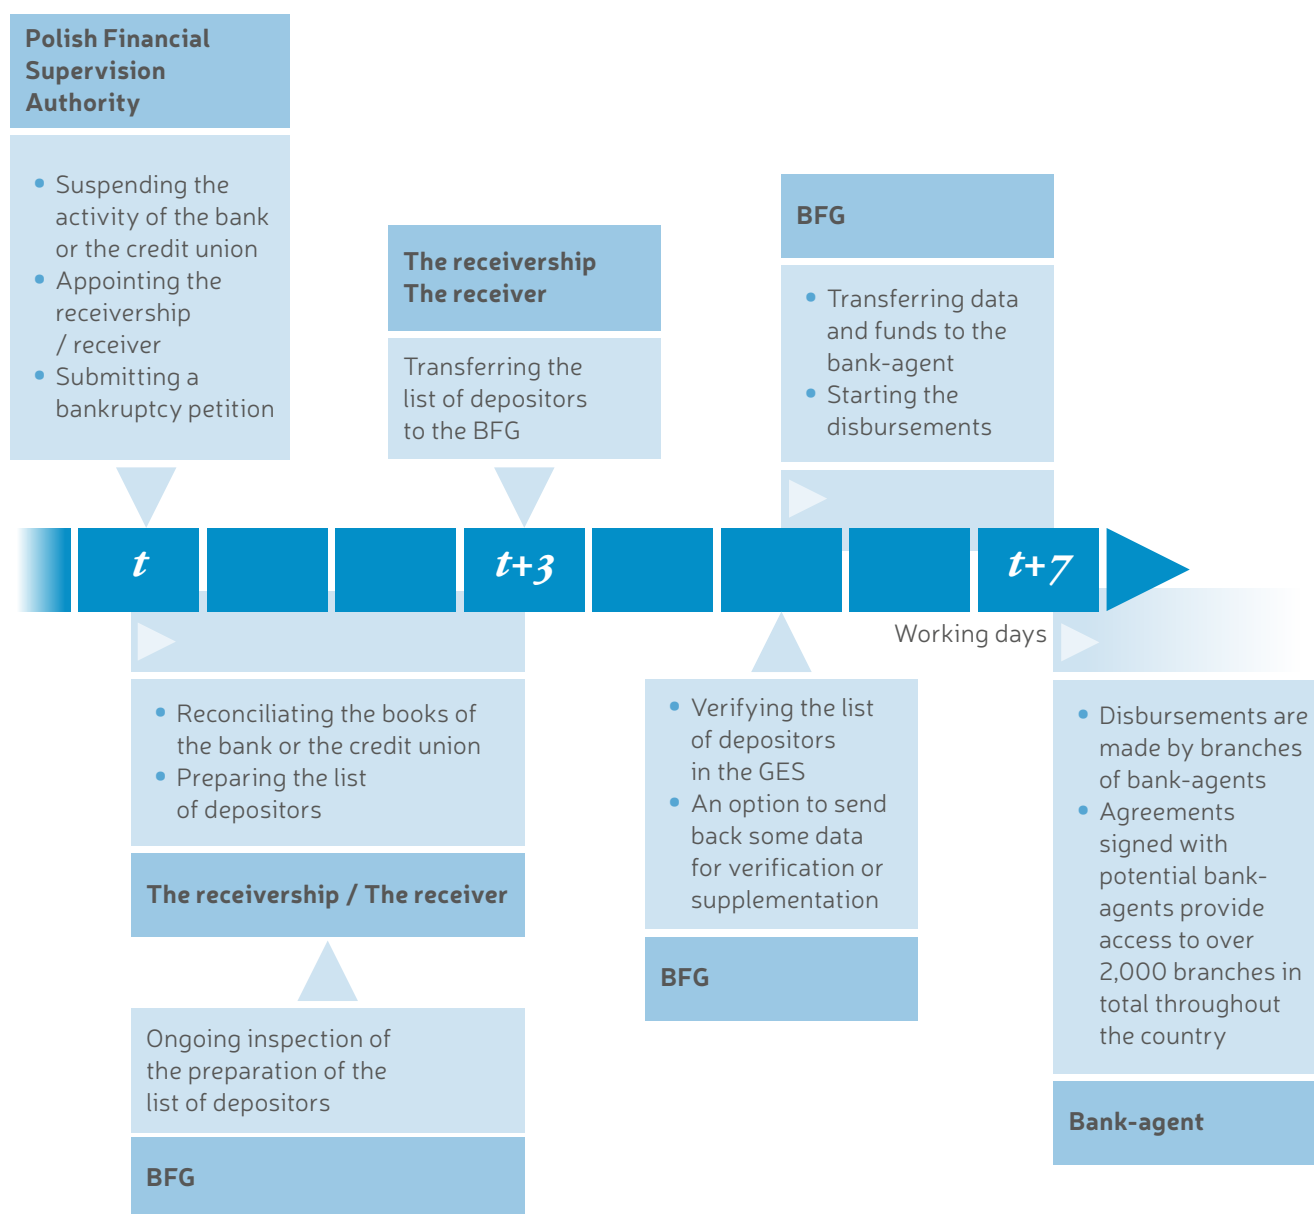 Polish Financial
Supervision
Authority
• Suspending the
activity of the bank
or the credit union
• Appointing the
receivership
/ receiver
• Submitting a
bankruptcy petition
The receivership
The receiver
Transferring the
list of depositors
to the BFG
BFG
• Transferring data
and funds to the
bank-agent
• Starting the
disbursements
t
t+3
t+7
Working days
• Reconciliating the books of
the bank or the credit union
• Preparing the list
of depositors
The receivership / The receiver
Ongoing inspection of
the preparation of the
list of depositors
BFG
• Verifying the list
of depositors
in the GES
• An option to send
back some data
for verification or
supplementation
BFG
• Disbursements are
made by branches
of bank-agents
• Agreements
signed with
potential bank-
agents provide
access to over
2,000 branches in
total throughout
the country
Bank-agent